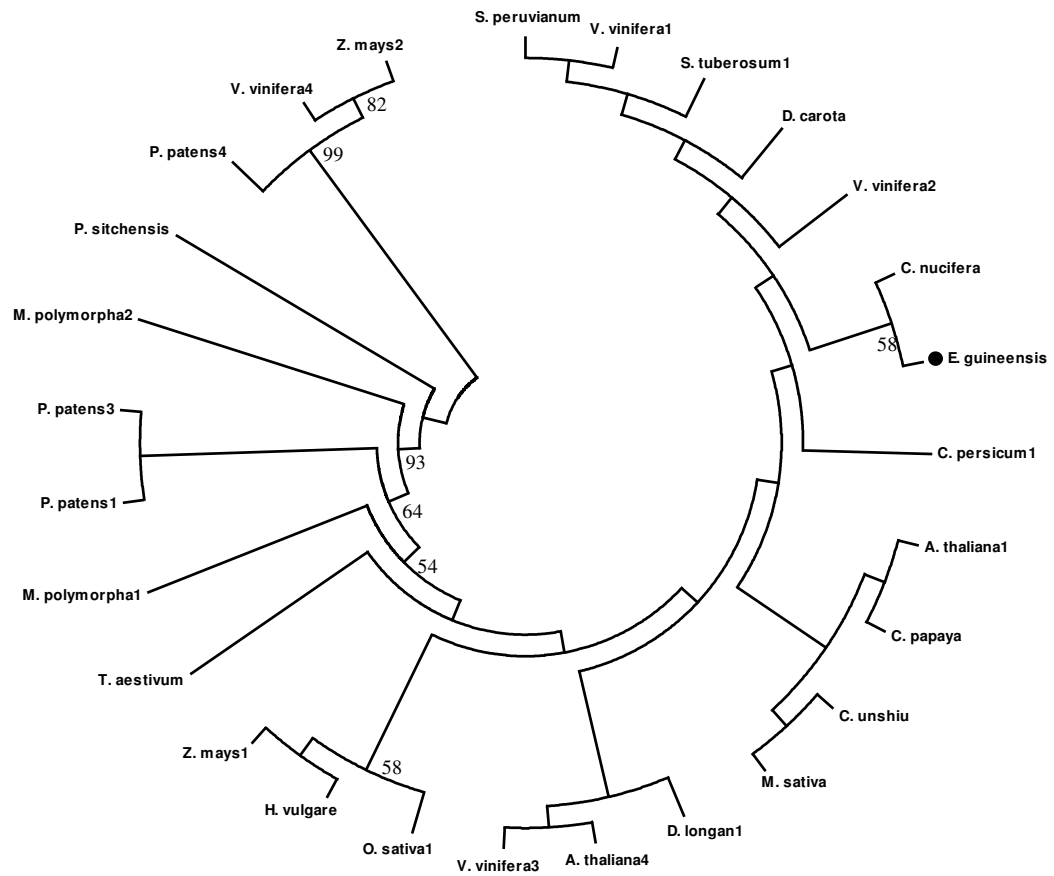 S. peruvianum
V. vinifera1
S. tuberosum1
D. carota
V. vinifera2
C. nucifera
58
E. guineensis
C. persicum1
A. thaliana1
C. papaya
C. unshiu
M. sativa
D. longan1
A. thaliana4
V. vinifera3
O. sativa1
58
H. vulgare
Z. mays1
T. aestivum
M. polymorpha1
54
64
P. patens1
P. patens3
93
M. polymorpha2
P. sitchensis
P. patens4
99
V. vinifera4
82
Z. mays2